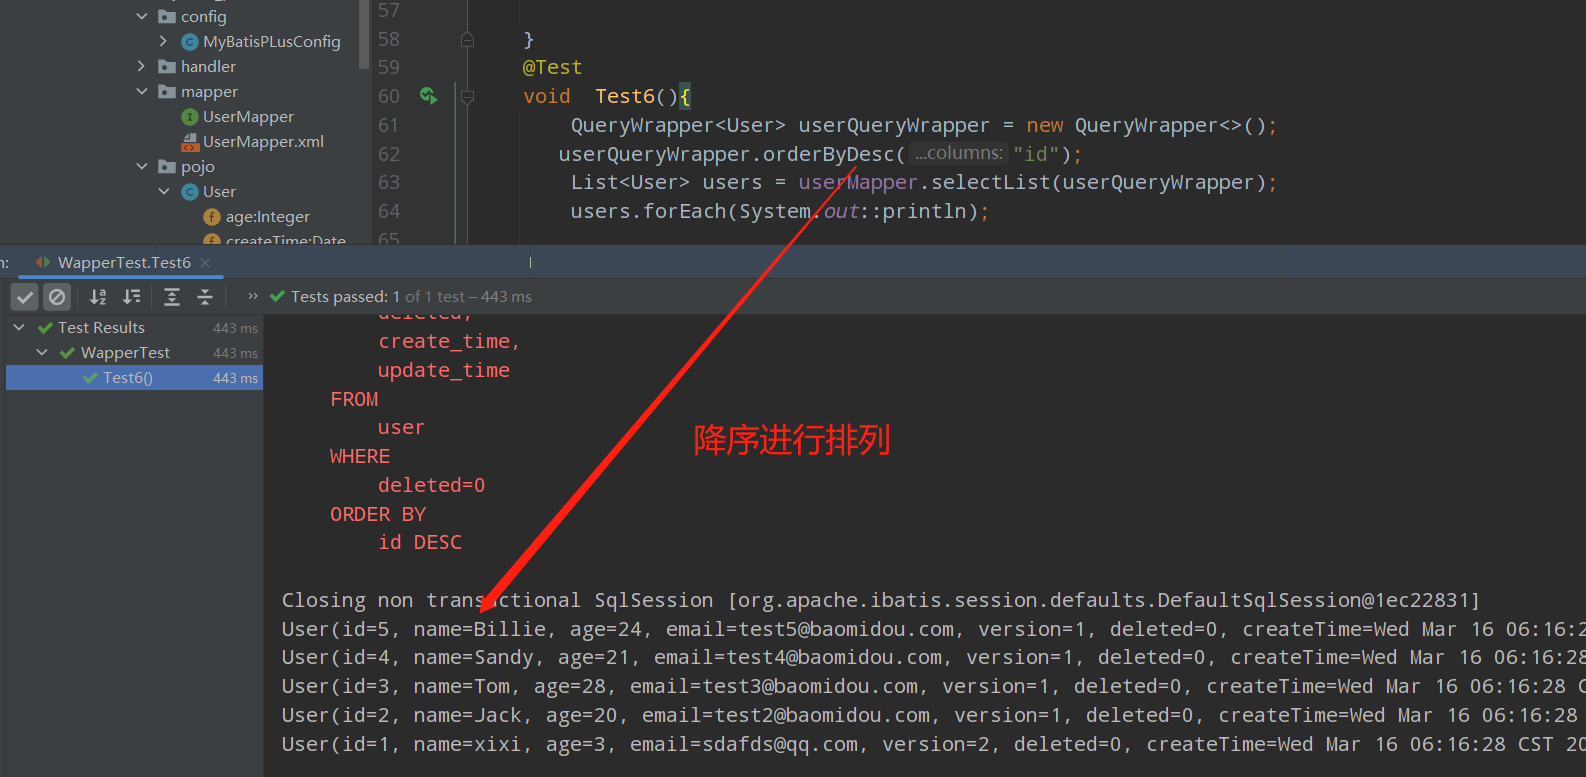 config
MyBatisPLusConfig
handler
mapper
UserMapper
UserMapper.xml
pojo
User
age:Integer
createTime:Date
57
58 }
59 @Test
60 void Test6(){
61 QueryWrapper<User> userQueryWrapper = new QueryWrapper<>();
62 userQueryWrapper.orderByDesc( ...columns: "id");
63 List<User> users = userMapper.selectList(userQueryWrapper);
64 users.forEach(System.out::println);
65
n: WapperTest.Test6
Tests passed: 1 of 1 test – 443 ms
Test Results 443 ms
WapperTest 443 ms
Test6() 443 ms
deleted,
create_time,
update_time
FROM
user
WHERE
deleted=0
ORDER BY
id DESC
降序进行排列
Closing non transactional SqlSession [org.apache.ibatis.session.defaults.DefaultSqlSession@1ec22831]
User(id=5, name=Billie, age=24, email=test5@baomidou.com, version=1, deleted=0, createTime=Wed Mar 16 06:16:2
User(id=4, name=Sandy, age=21, email=test4@baomidou.com, version=1, deleted=0, createTime=Wed Mar 16 06:16:28
User(id=3, name=Tom, age=28, email=test3@baomidou.com, version=1, deleted=0, createTime=Wed Mar 16 06:16:28 C
User(id=2, name=Jack, age=20, email=test2@baomidou.com, version=1, deleted=0, createTime=Wed Mar 16 06:16:28
User(id=1, name=xixi, age=3, email=sdafds@qq.com, version=2, deleted=0, createTime=Wed Mar 16 06:16:28 CST 20